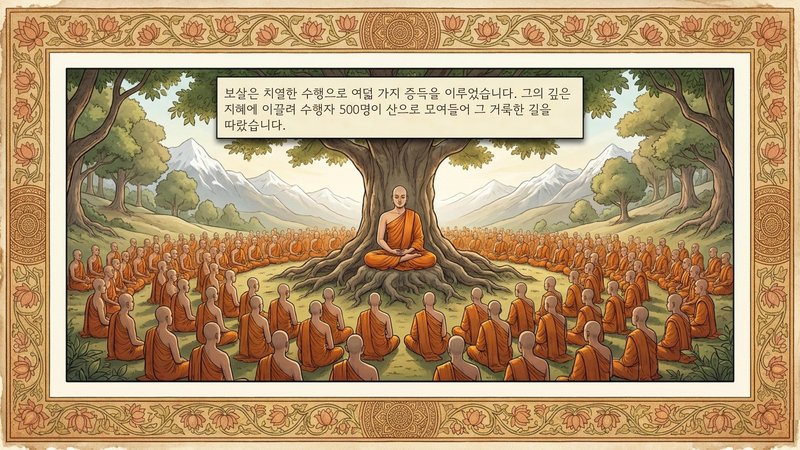 보살은 치열한 수행으로 여덟 가지 증득을 이루었습니다. 그의 깊은
지혜에 이끌려 수행자 500명이 산으로 모여들어 그 거룩한 길을
따랐습니다.